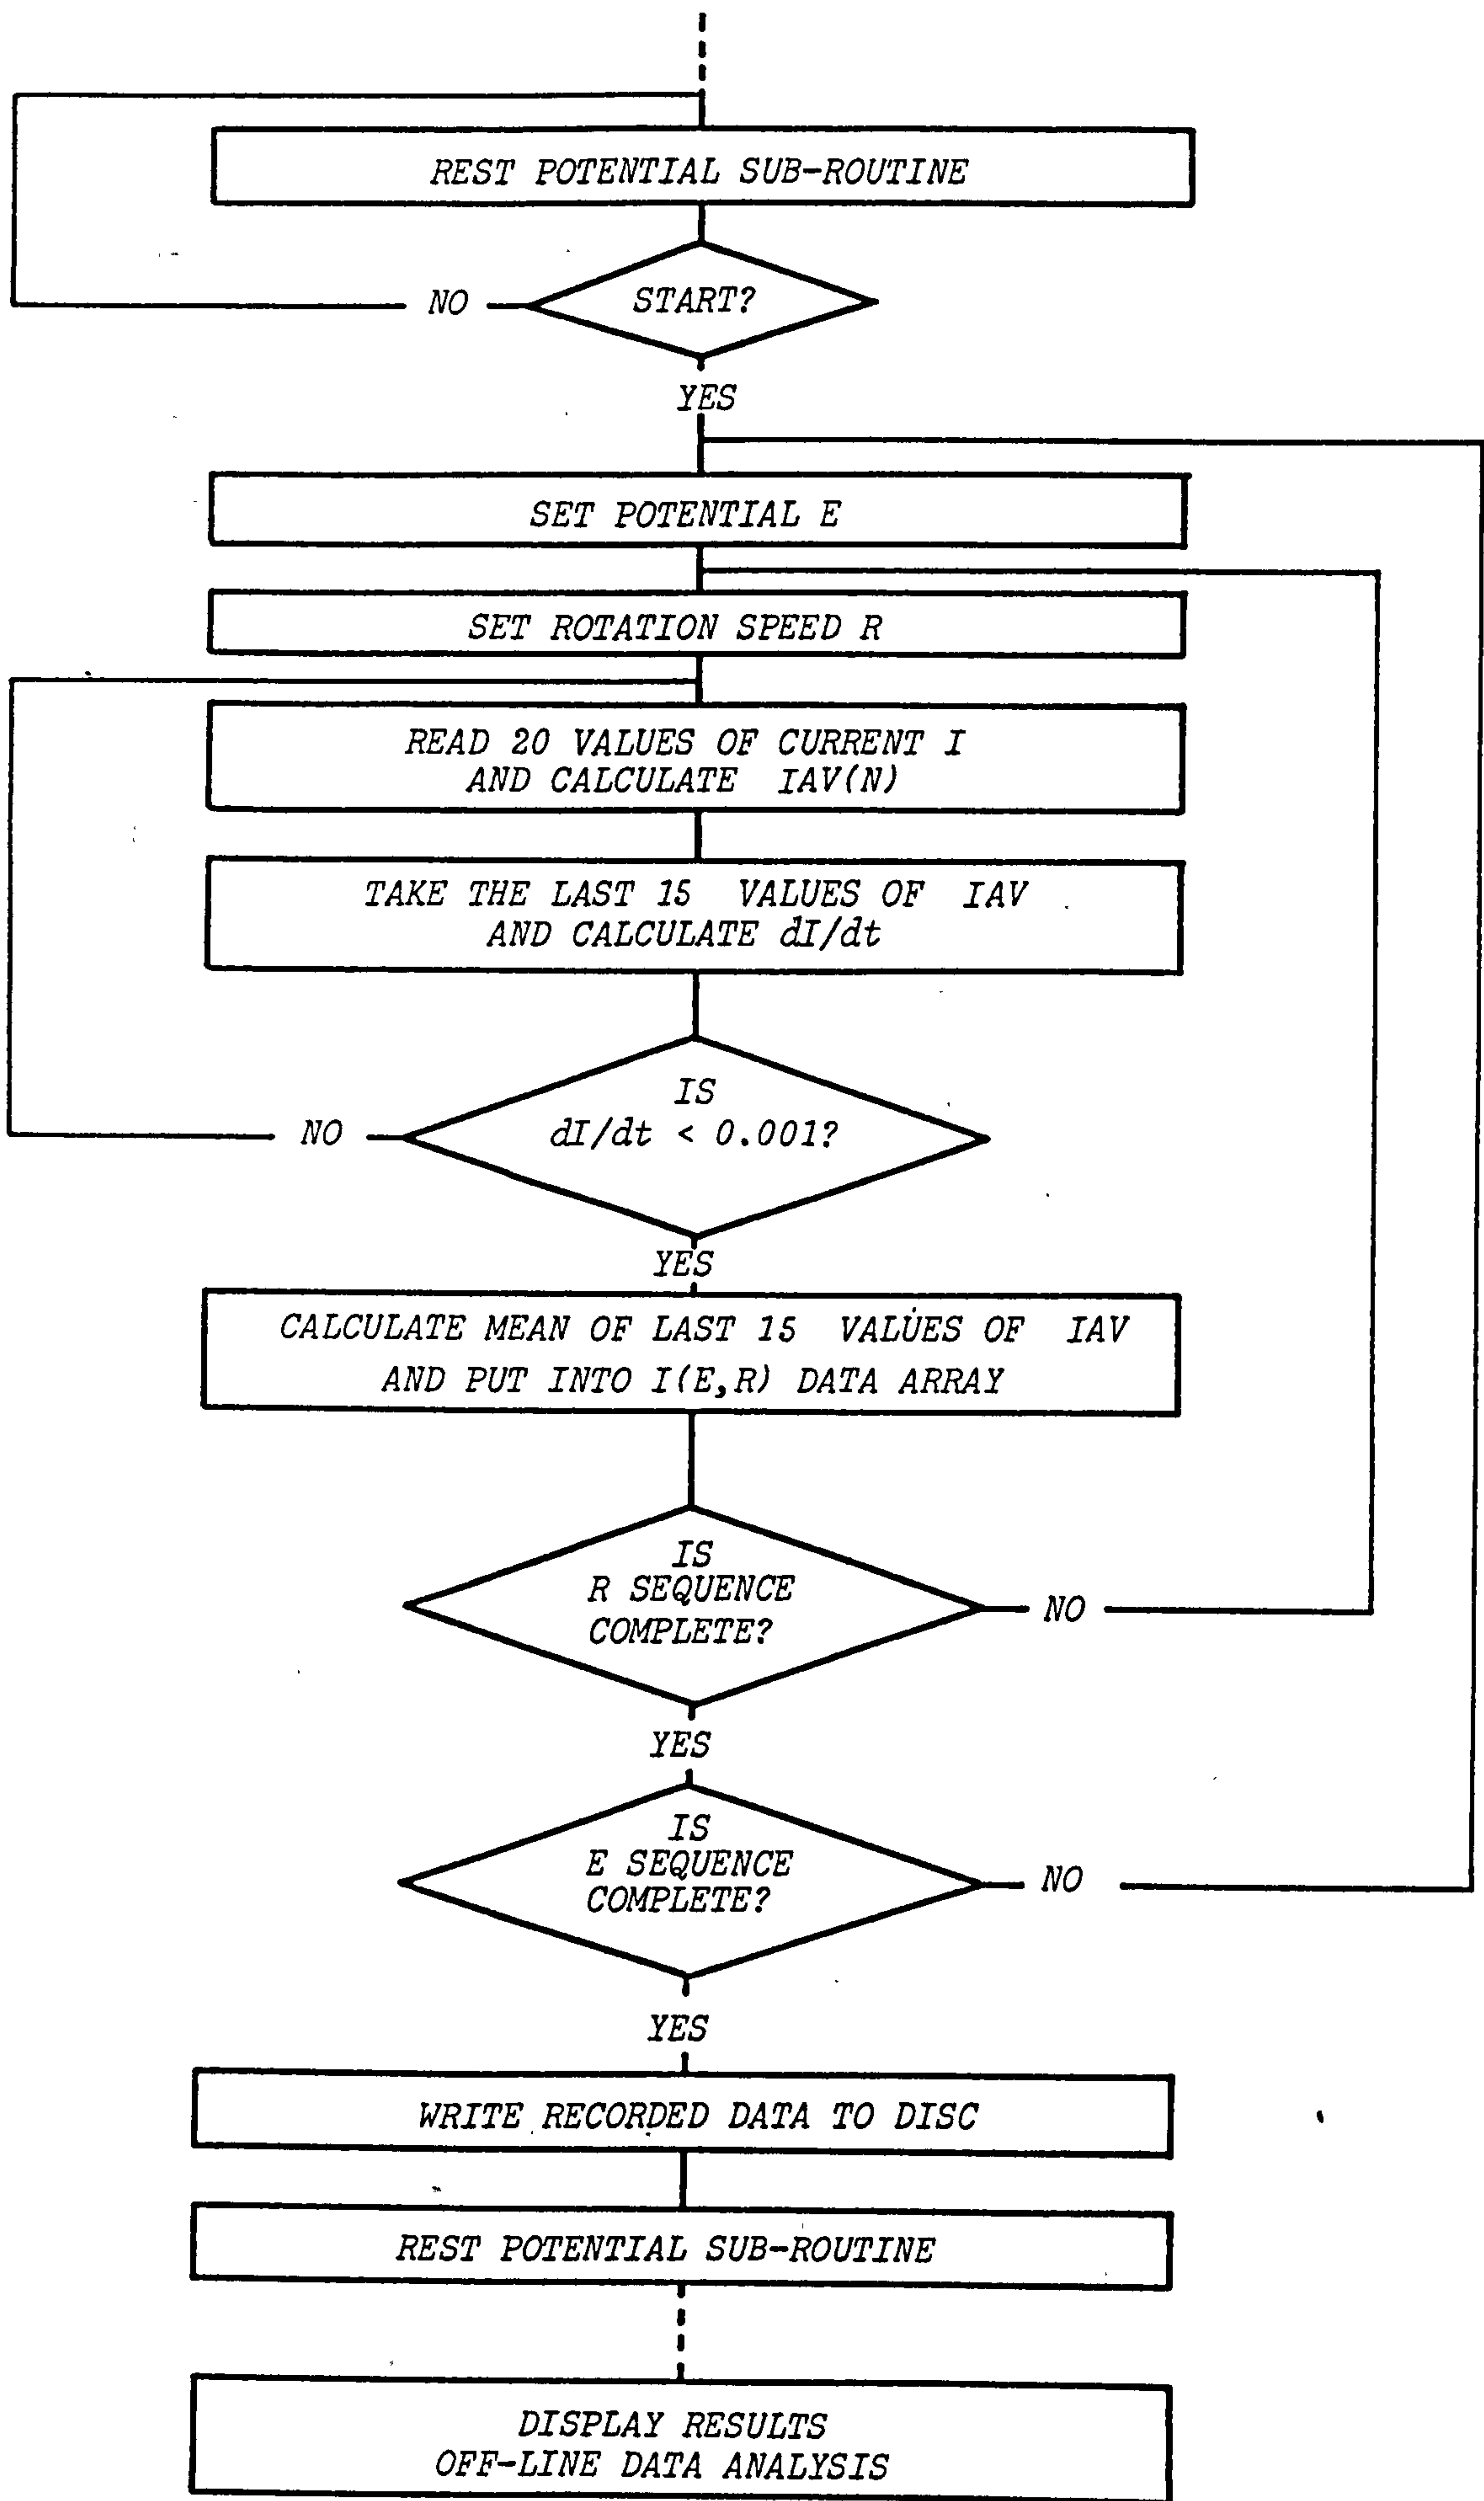 REST POTENTIAL SUB-ROUTINE
START?
NO
YES
SET POTENTIAL E
SET ROTATION SPEED R
READ 20 VALUES OF CURRENT I
AND CALCULATE IAV(N)
TAKE THE LAST 15 VALUES OF IAV
AND CALCULATE dI/dt
IS
dI/dt < 0.001?
NO
YES
CALCULATE MEAN OF LAST 15 VALUES OF IAV
AND PUT INTO I(E,R) DATA ARRAY
IS
R SEQUENCE
COMPLETE?
NO
YES
IS
E SEQUENCE
COMPLETE?
NO
YES
WRITE RECORDED DATA TO DISC
REST POTENTIAL SUB-ROUTINE
DISPLAY RESULTS
OFF-LINE DATA ANALYSIS